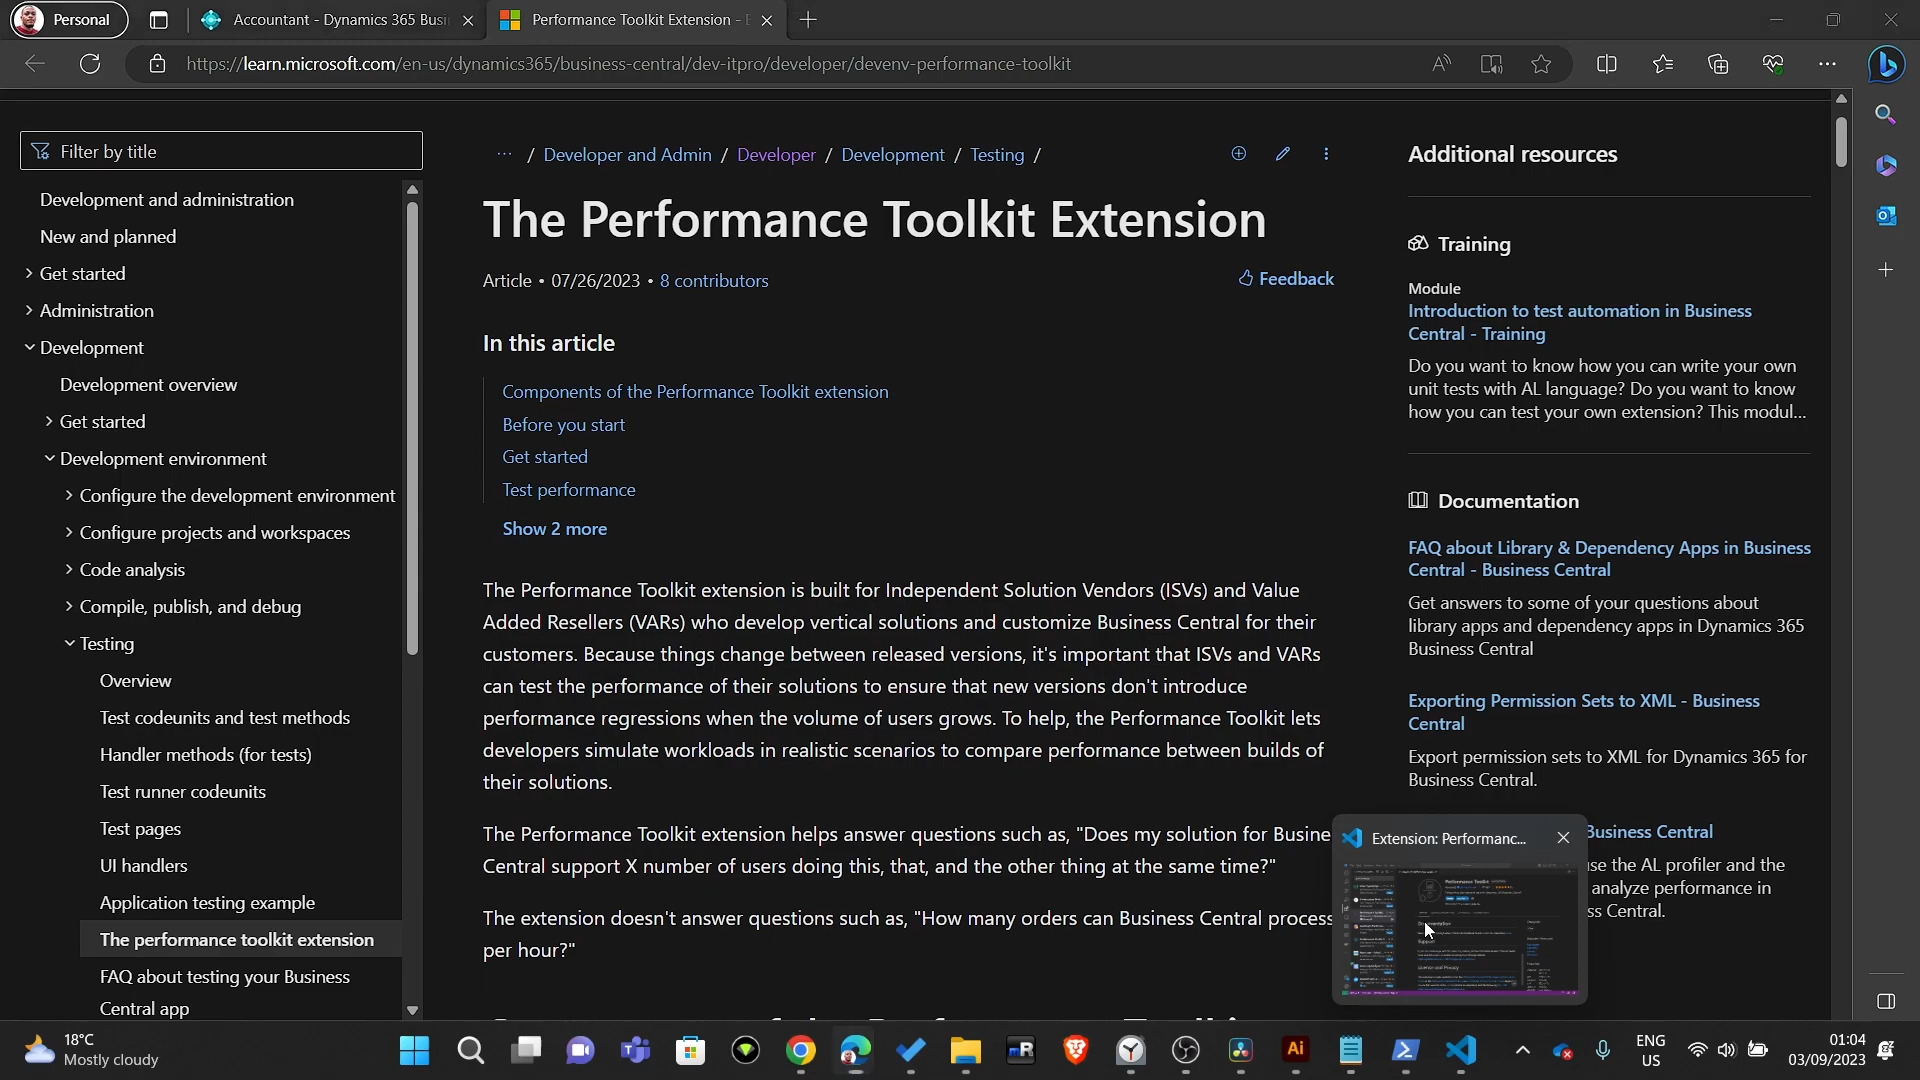 Personal
Accountant - Dynamics 365 Busi
Performance Toolkit Extension - B
https://learn.microsoft.com/en-us/dynamics365/business-central/dev-itpro/developer/devenv-performance-toolkit
Filter by title
Development and administration
New and planned
Get started
Administration
Development
Development overview
Get started
Development environment
Configure the development environment
Configure projects and workspaces
Code analysis
Compile, publish, and debug
Testing
Overview
Test codeunits and test methods
Handler methods (for tests)
Test runner codeunits
Test pages
UI handlers
Application testing example
The performance toolkit extension
FAQ about testing your Business
Central app
... / Developer and Admin / Developer / Development / Testing /
The Performance Toolkit Extension
Article • 07/26/2023 • 8 contributors
Feedback
In this article
Components of the Performance Toolkit extension
Before you start
Get started
Test performance
Show 2 more
The Performance Toolkit extension is built for Independent Solution Vendors (ISVs) and Value
Added Resellers (VARs) who develop vertical solutions and customize Business Central for their
customers. Because things change between released versions, it's important that ISVs and VARs
can test the performance of their solutions to ensure that new versions don't introduce
performance regressions when the volume of users grows. To help, the Performance Toolkit lets
developers simulate workloads in realistic scenarios to compare performance between builds of
their solutions.
The Performance Toolkit extension helps answer questions such as, "Does my solution for Busine
Central support X number of users doing this, that, and the other thing at the same time?"
The extension doesn't answer questions such as, "How many orders can Business Central process
per hour?"
Additional resources
Training
Module
Introduction to test automation in Business
Central - Training
Do you want to know how you can write your own
unit tests with AL language? Do you want to know
how you can test your own extension? This modul...
Documentation
FAQ about Library & Dependency Apps in Business
Central - Business Central
Get answers to some of your questions about
library apps and dependency apps in Dynamics 365
Business Central
Exporting Permission Sets to XML - Business
Central
Export permission sets to XML for Dynamics 365 for
Business Central.
Business Central
se the AL profiler and the
analyze performance in
ss Central.
Extension: Performanc...
Performance Toolkit
Support
License and Privacy
18°C
Mostly cloudy
ENG
US
01:04
03/09/2023